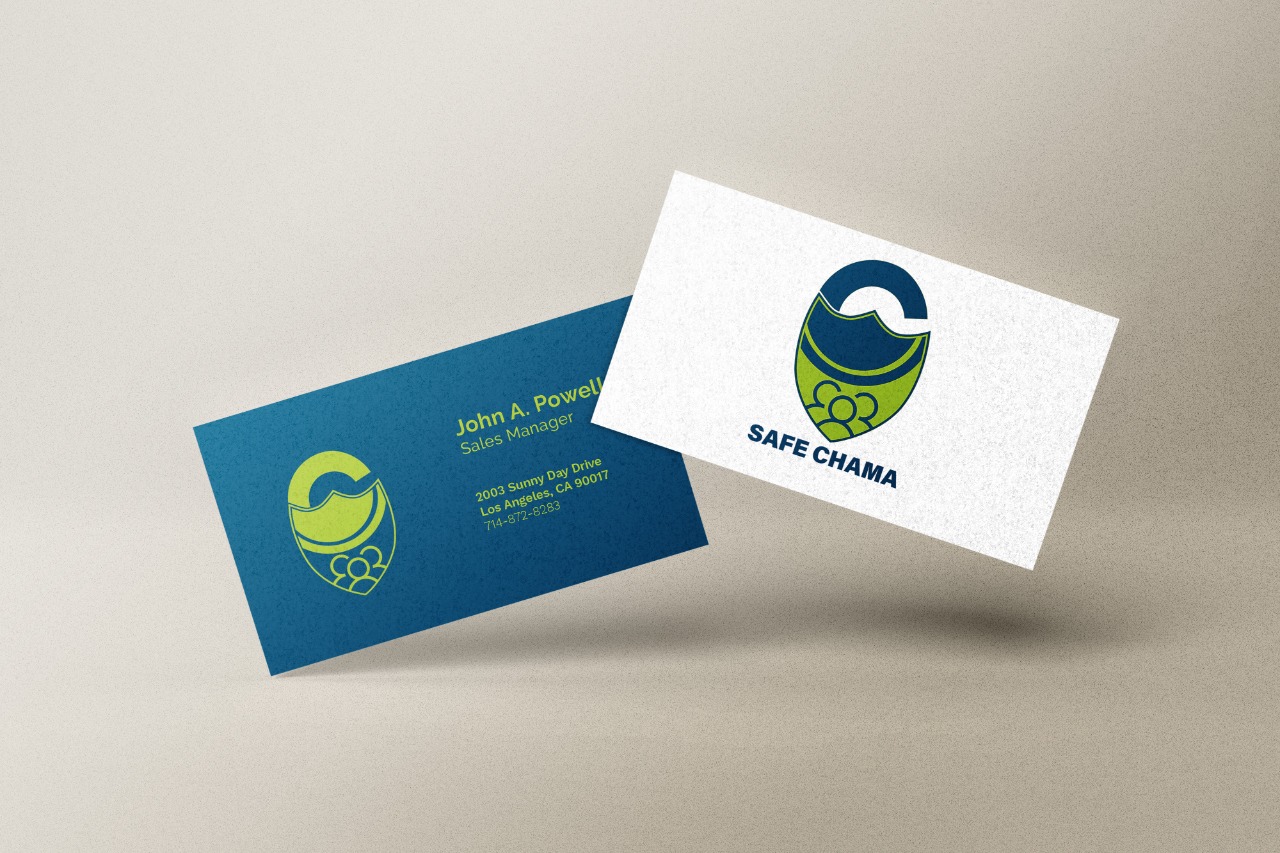 John A. Powell
Sales Manager
2003 Sunny Day Drive
Los Angeles, CA 90017
714-872-8283
SAFE CHAMA